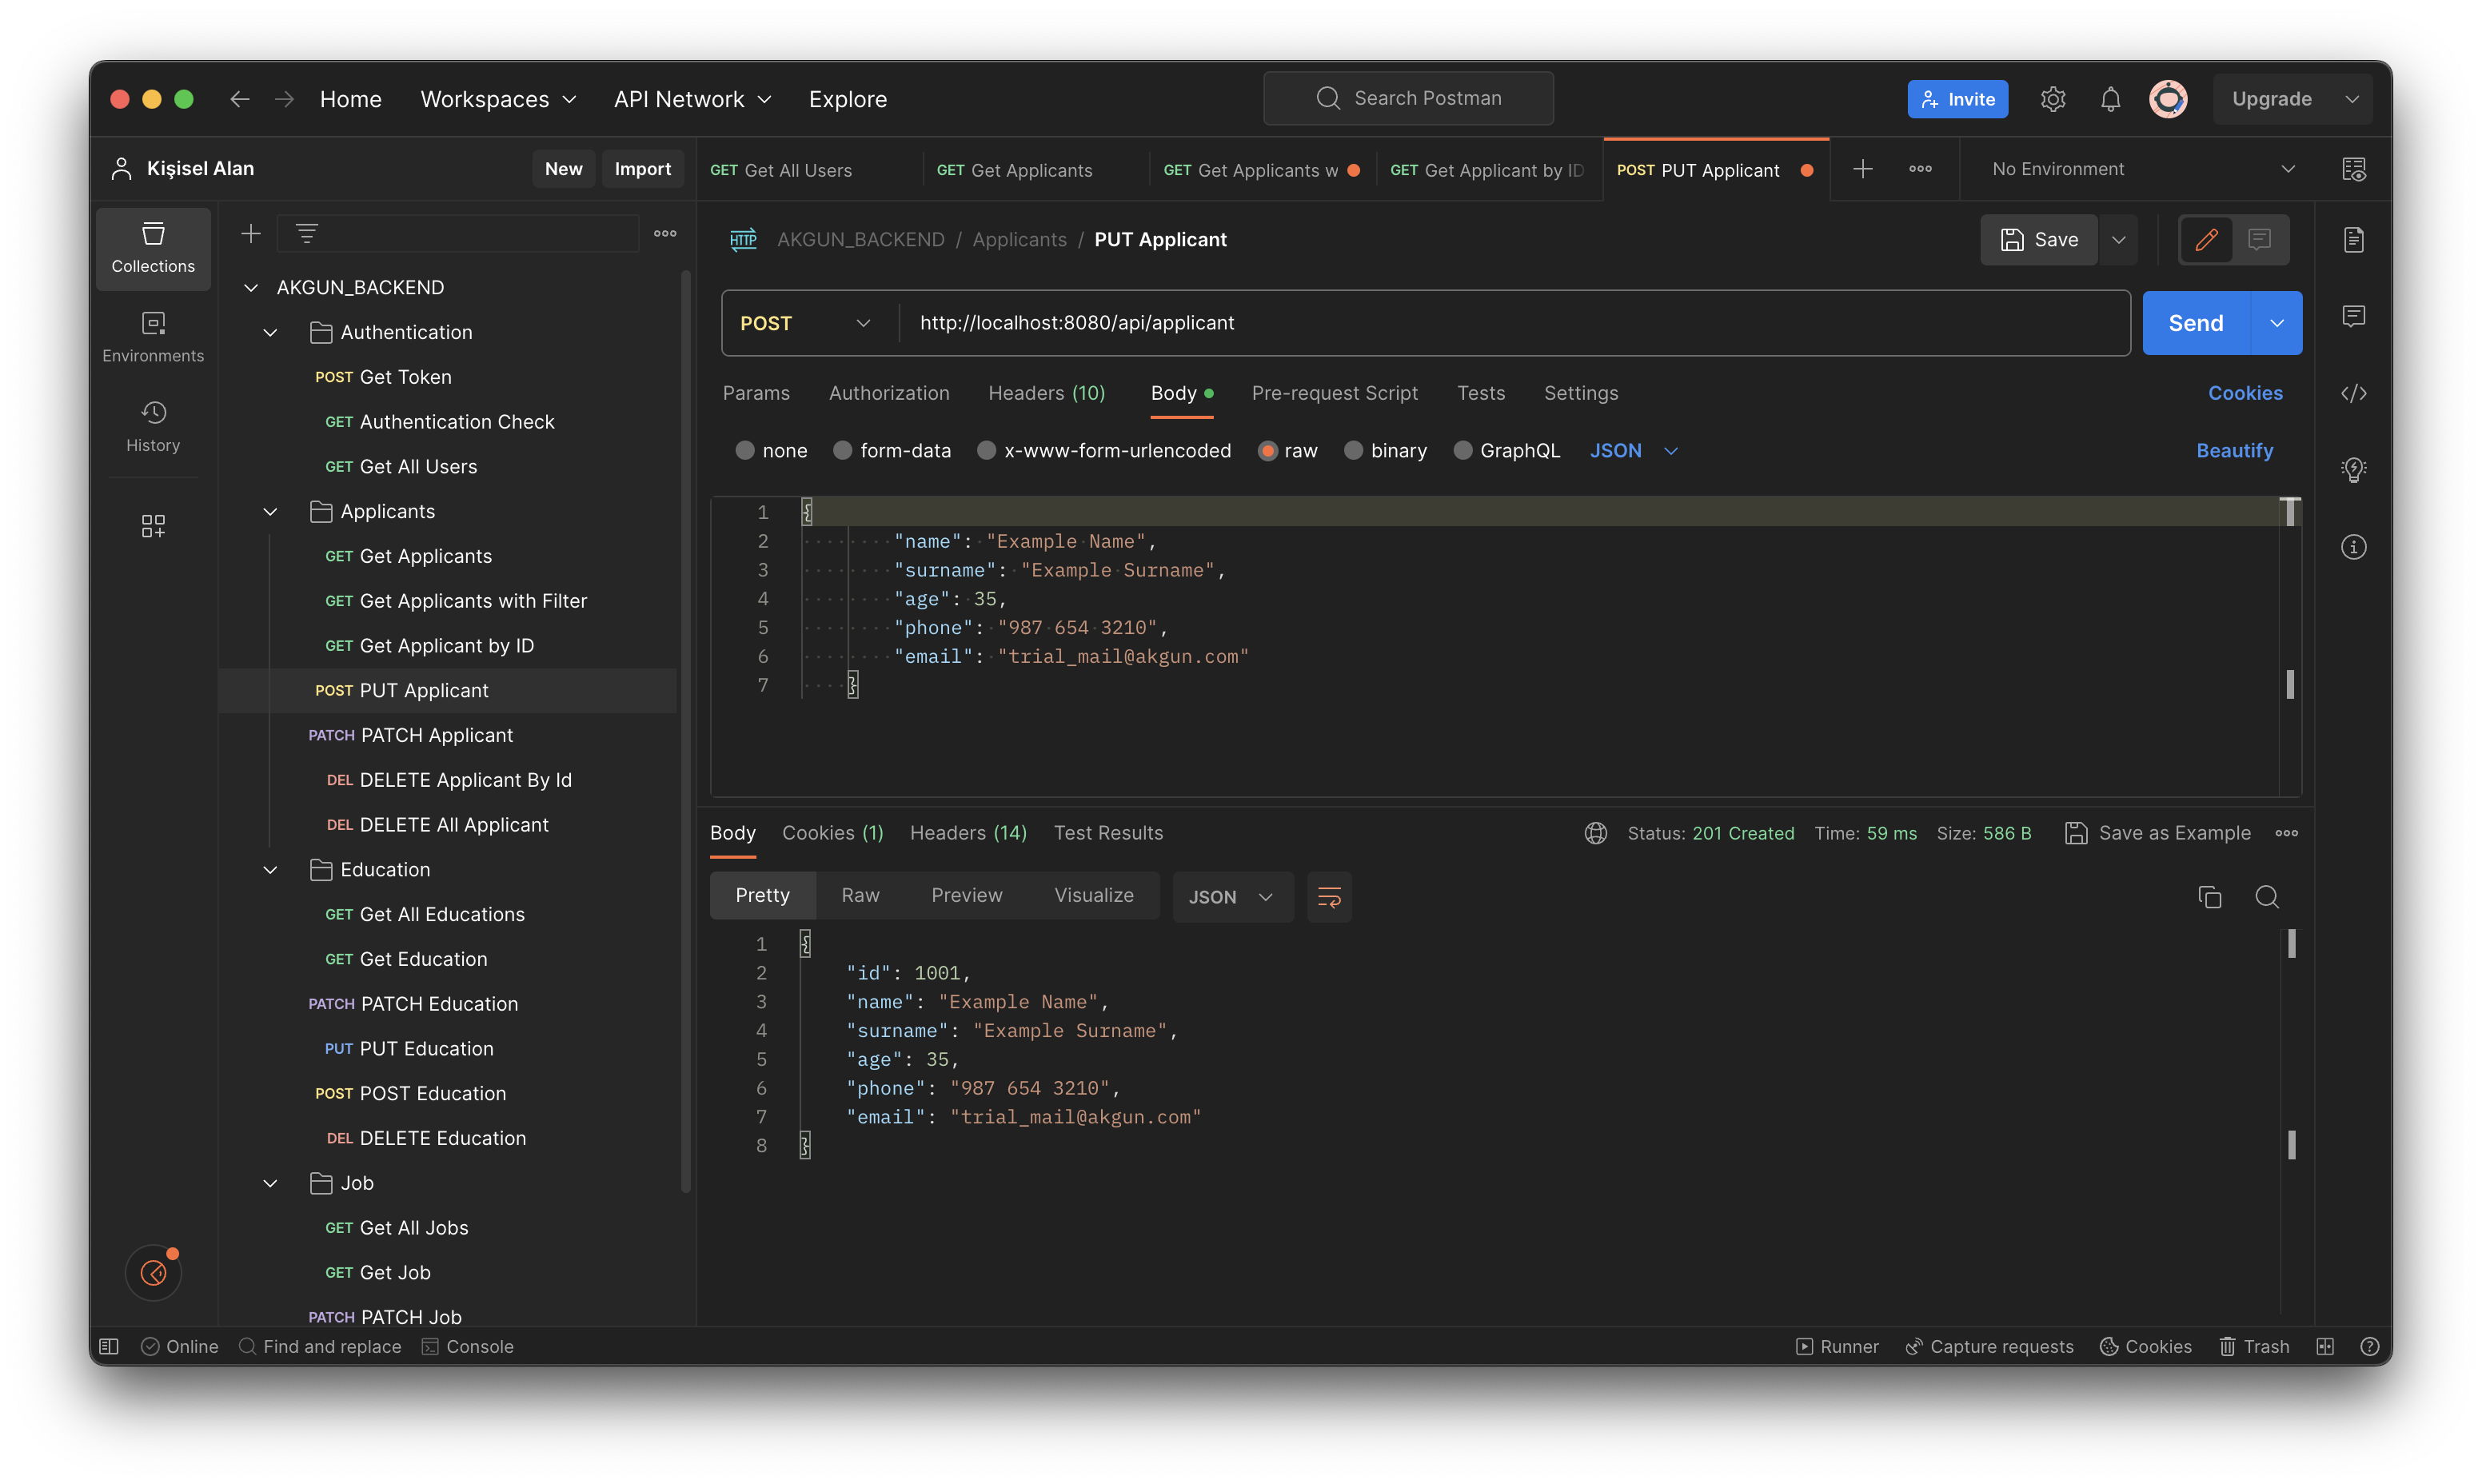 Home Workspaces API Network Explore Search Postman Invite Upgrade
Kişisel Alan New Import
GET Get All Users GET Get Applicants GET Get Applicants w GET Get Applicant by ID POST PUT Applicant No Environment
Collections
Environments
History
AKGUN_BACKEND
Authentication
POST Get Token
GET Authentication Check
GET Get All Users
Applicants
GET Get Applicants
GET Get Applicants with Filter
GET Get Applicant by ID
POST PUT Applicant
PATCH PATCH Applicant
DEL DELETE Applicant By Id
DEL DELETE All Applicant
Education
GET Get All Educations
GET Get Education
PATCH PATCH Education
PUT PUT Education
POST POST Education
DEL DELETE Education
Job
GET Get All Jobs
GET Get Job
PATCH PATCH Job
HTTP AKGUN_BACKEND / Applicants / PUT Applicant Save
POST http://localhost:8080/api/applicant Send
Params Authorization Headers (10) Body Pre-request Script Tests Settings Cookies
none form-data x-www-form-urlencoded raw binary GraphQL JSON Beautify
1 {
2 "name": "Example Name",
3 "surname": "Example Surname",
4 "age": 35,
5 "phone": "987 654 3210",
6 "email": "trial_mail@akgun.com"
7 }
Body Cookies (1) Headers (14) Test Results Status: 201 Created Time: 59 ms Size: 586 B Save as Example
Pretty Raw Preview Visualize JSON
1 {
2 "id": 1001,
3 "name": "Example Name",
4 "surname": "Example Surname",
5 "age": 35,
6 "phone": "987 654 3210",
7 "email": "trial_mail@akgun.com"
8 }
Online Find and replace Console Runner Capture requests Cookies Trash